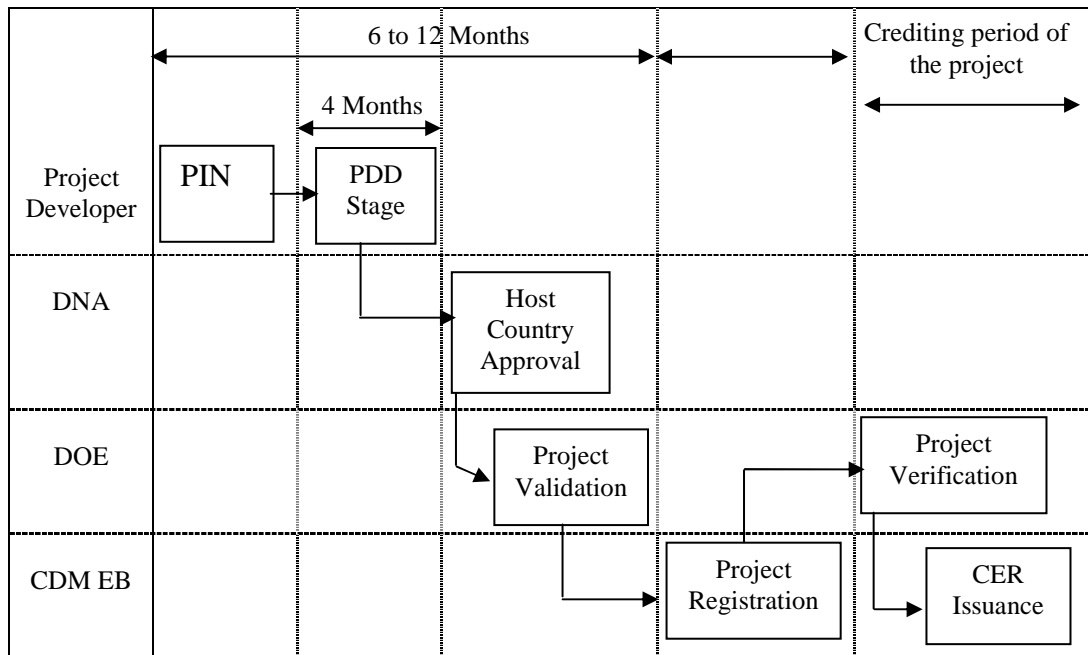 6 to 12 Months
Crediting period of
the project
4 Months
Project
Developer
PIN
PDD
Stage
DNA
Host
Country
Approval
DOE
Project
Validation
Project
Verification
CDM EB
Project
Registration
CER
Issuance